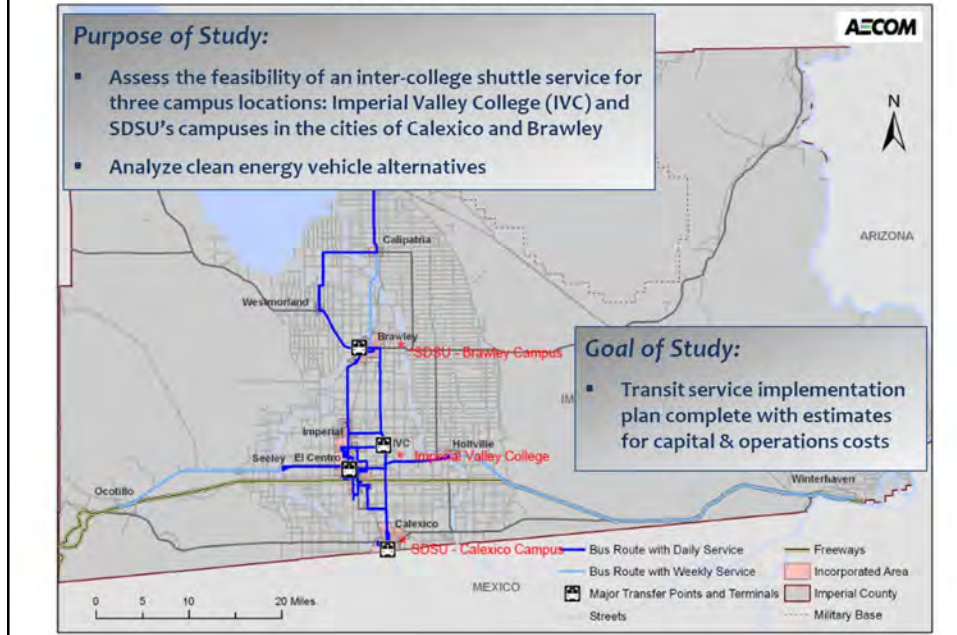 AECOM
Purpose of Study:
▪ Assess the feasibility of an inter-college shuttle service for
three campus locations: Imperial Valley College (IVC) and
SDSU's campuses in the cities of Calexico and Brawley
▪ Analyze clean energy vehicle alternatives
N
ARIZONA
Calipatria
Westmorland
Brawley
SDSU - Brawley Campus
Goal of Study:
▪ Transit service implementation
plan complete with estimates
for capital & operations costs
IM
Imperial
IVC
Holtville
Seeley
El Centro
Imperial Valley College
Ocotillo
Winterhaven
Calexico
SDSU - Calexico Campus
MEXICO
Bus Route with Daily Service
Bus Route with Weekly Service
Major Transfer Points and Terminals
Streets
Freeways
Incorporated Area
Imperial County
Military Base
0 5 10 20 Miles